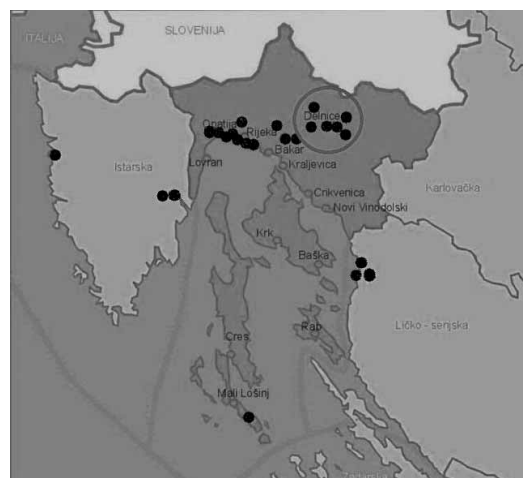 SLOVENIJA
ITALIJA
Delnice
Opatija
Rijeka
Bakar
Lovran
Kraljevica
Istarska
Karlovačka
Crikvenica
Novi Vinodolski
Krk
Baška
Rab
Ličko - senjska
Cres
Mali Lošinj
Zadarska